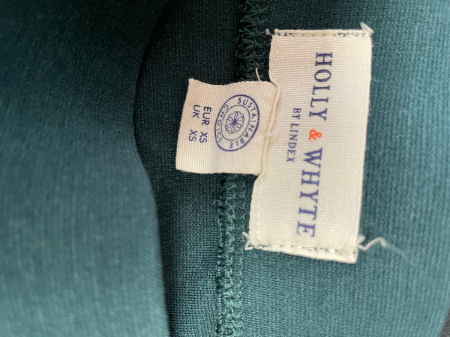 HOLLY & WHYTE
BY LINDEX
SUSTAINABLE
CHOICE
EUR XS
UK XS